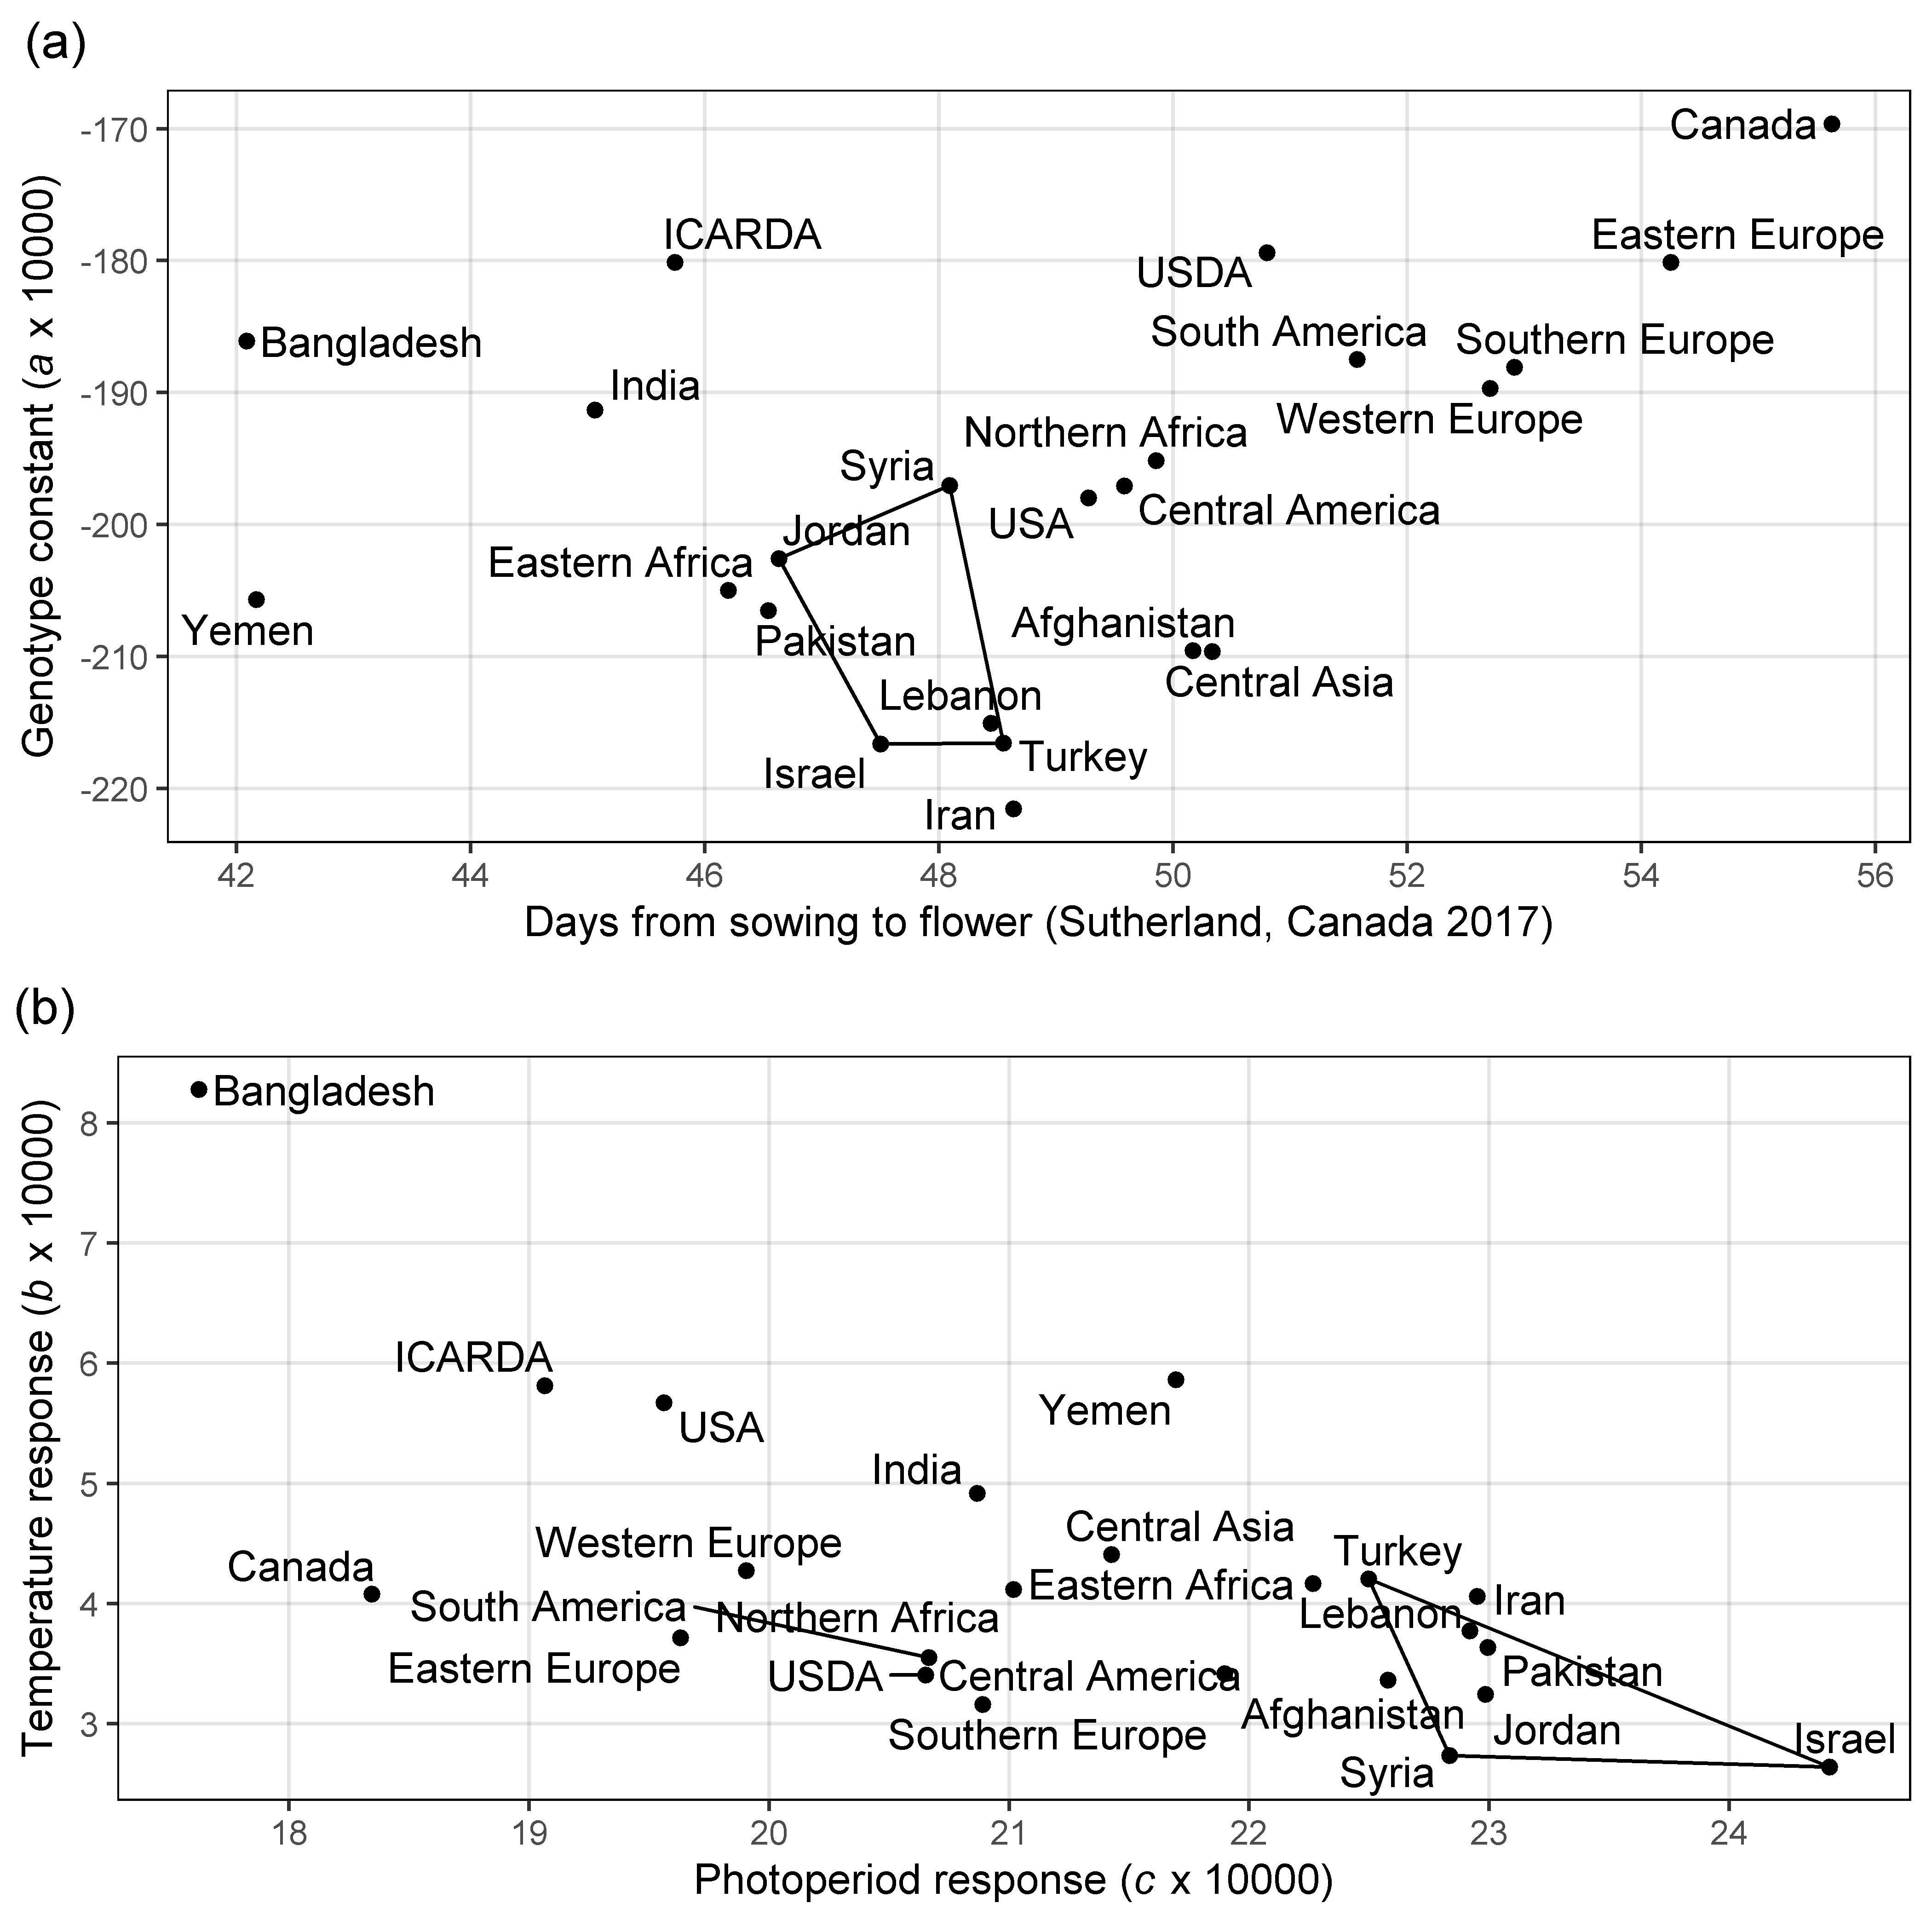 (a)
Genotype constant (a x 10000)
-170
-180
-190
-200
-210
-220
Canada
ICARDA
Eastern Europe
USDA
South America
Bangladesh
Southern Europe
India
Western Europe
Northern Africa
Syria
Central America
USA
Jordan
Eastern Africa
Yemen
Afghanistan
Pakistan
Central Asia
Lebanon
Turkey
Israel
Iran
42 44 46 48 50 52 54 56
Days from sowing to flower (Sutherland, Canada 2017)
(b)
Temperature response (b x 10000)
8
7
6
5
4
3
Bangladesh
ICARDA
Yemen
USA
India
Central Asia
Western Europe
Turkey
Canada
Eastern Africa
Iran
South America
Northern Africa
Lebanon
Eastern Europe
USDA
Central America
Pakistan
Afghanistan
Southern Europe
Jordan
Israel
Syria
18 19 20 21 22 23 24
Photoperiod response (c x 10000)